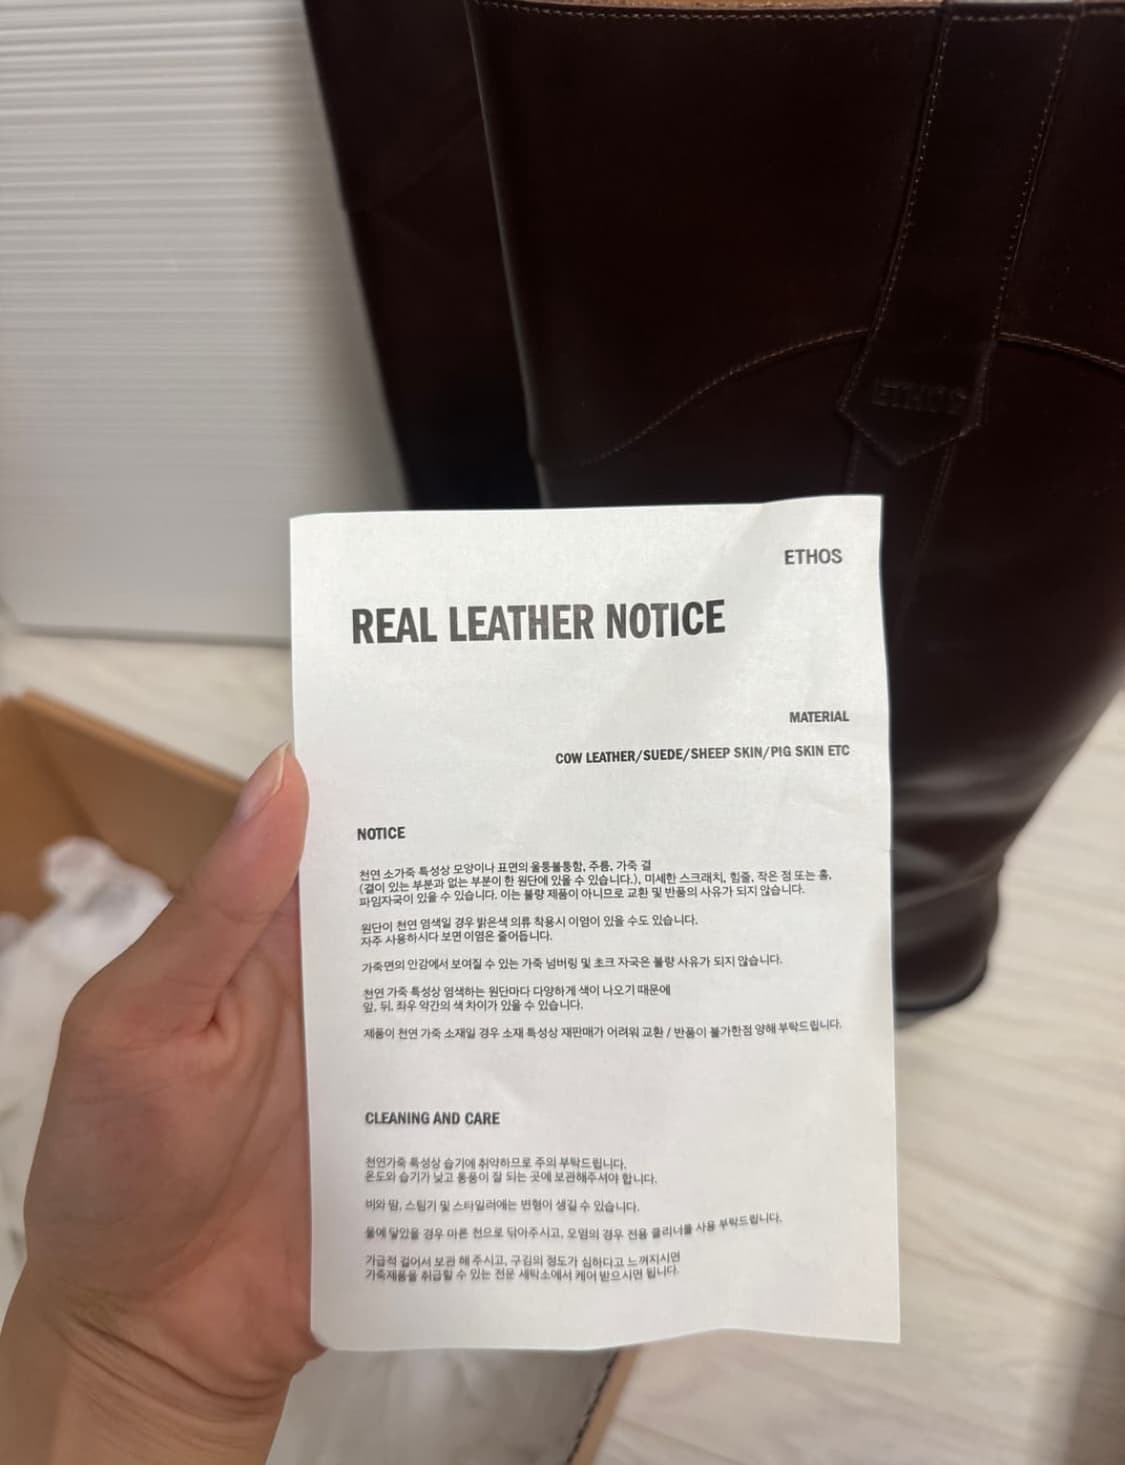 ETHOS
ETHOS
REAL LEATHER NOTICE
MATERIAL
COW LEATHER/SUEDE/SHEEP SKIN/PIG SKIN ETC
NOTICE
천연 소가죽 특성상 모양이나 표면의 울퉁불퉁함, 주름, 가죽 결
(결이 있는 부분과 없는 부분이 한 원단에 있을 수 있습니다.), 미세한 스크래치, 힘줄, 작은 점 또는 홈,
파임자국이 있을 수 있습니다. 이는 불량 제품이 아니므로 교환 및 반품의 사유가 되지 않습니다.
원단이 천연 염색일 경우 밝은색 의류 착용시 이염이 있을 수도 있습니다.
자주 사용하시다 보면 이염은 줄어듭니다.
가죽면의 안감에서 보여질 수 있는 가죽 넘버링 및 초크 자국은 불량 사유가 되지 않습니다.
천연 가죽 특성상 염색하는 원단마다 다양하게 색이 나오기 때문에
앞, 뒤, 좌우 약간의 색 차이가 있을 수 있습니다.
제품이 천연 가죽 소재일 경우 소재 특성상 재판매가 어려워 교환 / 반품이 불가한점 양해 부탁드립니다.
CLEANING AND CARE
천연가죽 특성상 습기에 취약하므로 주의 부탁드립니다.
온도와 습기가 낮고 통풍이 잘 되는 곳에 보관해주셔야 합니다.
비와 땀, 스팀기 및 스타일러에는 변형이 생길 수 있습니다.
물에 닿았을 경우 마른 천으로 닦아주시고, 오염의 경우 전용 클리너를 사용 부탁드립니다.
가급적 걸어서 보관 해 주시고, 구김의 정도가 심하다고 느껴지시면
가죽제품을 취급할 수 있는 전문 세탁소에서 케어 받으시면 됩니다.